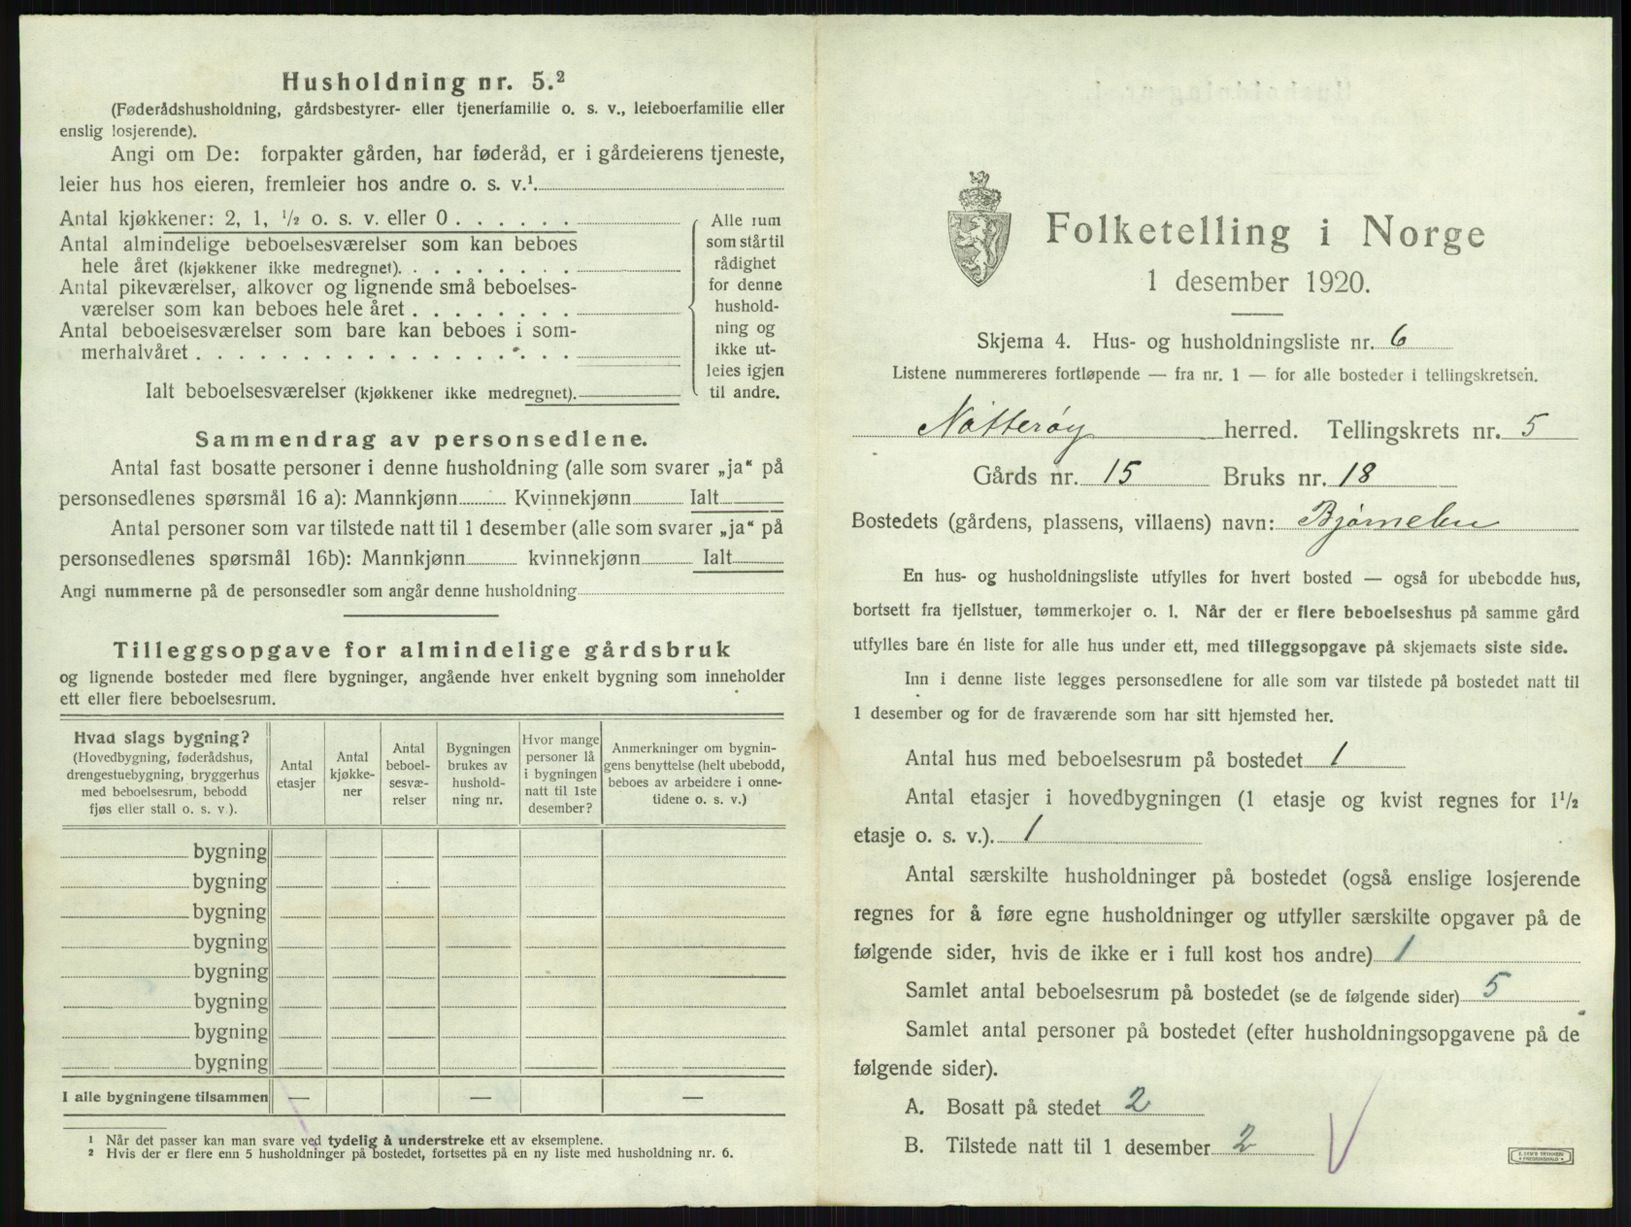 Husholdning nr. 5.²
(Føderådshusholdning, gårdsbestyrer- eller tjenerfamilie o. s. v., leieboerfamilie eller
enslig losjerende).
Angi om De: forpakter gården, har føderåd, er i gårdeierens tjeneste,
leier hus hos eieren, fremleier hos andre o. s. v.¹
Antal kjøkkener: 2, 1, ½ o. s. v. eller 0 . . . . . .
Antal almindelige beboelsesværelser som kan beboes
hele året (kjøkkener ikke medregnet). . . . . . . . .
Antal pikeværelser, alkover og lignende små beboelses-
værelser som kan beboes hele året . . . . . . . .
Antal beboelsesværelser som bare kan beboes i som-
merhalvåret . . . . . . . . . . . . . . . . . . .
Ialt beboelsesværelser (kjøkkener ikke medregnet).
Alle rum
som står til
rådighet
for denne
hushold-
ning og
ikke ut-
leies igjen
til andre.
Sammendrag av personsedlene.
Antal fast bosatte personer i denne husholdning (alle som svarer „ja“ på
personsedlenes spørsmål 16 a): Mannkjønn Kvinnekjønn Ialt
Antal personer som var tilstede natt til 1 desember (alle som svarer „ja“ på
personsedlenes spørsmål 16b): Mannkjønn kvinnekjønn Ialt
Angi nummerne på de personsedler som angår denne husholdning
Tilleggsopgave for almindelige gårdsbruk
og lignende bosteder med flere bygninger, angående hver enkelt bygning som inneholder
ett eller flere beboelsesrum.
Hvad slags bygning?
(Hovedbygning, føderådshus,
drengestuebygning, bryggerhus
med beboelsesrum, bebodd
fjøs eller stall o. s. v.).
Antal
etasjer
Antal
kjøkke-
ner
Antal
beboel-
sesvæ-
relser
Bygningen
brukes av
hushold-
ning nr.
Hvor mange
personer lå
i bygningen
natt til 1ste
desember?
Anmerkninger om bygnin-
gens benyttelse (helt ubebodd,
beboes av arbeidere i onne-
tidene o. s. v.)
bygning
bygning
bygning
bygning
bygning
bygning
bygning
bygning
I alle bygningene tilsammen — — —
¹ Når det passer kan man svare ved tydelig å understreke ett av eksemplene.
² Hvis der er flere enn 5 husholdninger på bostedet, fortsettes på en ny liste med husholdning nr. 6.
Folketelling i Norge
1 desember 1920.
Skjema 4. Hus- og husholdningsliste nr. 6
Listene nummereres fortløpende — fra nr. 1 — for alle bosteder i tellingskretsen.
Nøtterøy herred. Tellingskrets nr. 5
Gårds nr. 15 Bruks nr. 18
Bostedets (gårdens, plassens, villaens) navn: Bjørnebu
En hus- og husholdningsliste utfylles for hvert bosted — også for ubebodde hus,
bortsett fra fjellstuer, tømmerkojer o. l. Når der er flere beboelseshus på samme gård
utfylles bare én liste for alle hus under ett, med tilleggsopgave på skjemaets siste side.
Inn i denne liste legges personsedlene for alle som var tilstede på bostedet natt til
1 desember og for de fraværende som har sitt hjemsted her.
Antal hus med beboelsesrum på bostedet 1
Antal etasjer i hovedbygningen (1 etasje og kvist regnes for 1½
etasje o. s. v.). 1
Antal særskilte husholdninger på bostedet (også enslige losjerende
regnes for å føre egne husholdninger og utfyller særskilte opgaver på de
følgende sider, hvis de ikke er i full kost hos andre) 1
Samlet antal beboelsesrum på bostedet (se de følgende sider) 5
Samlet antal personer på bostedet (efter husholdningsopgavene på de
følgende sider).
A. Bosatt på stedet 2
B. Tilstede natt til 1 desember 2